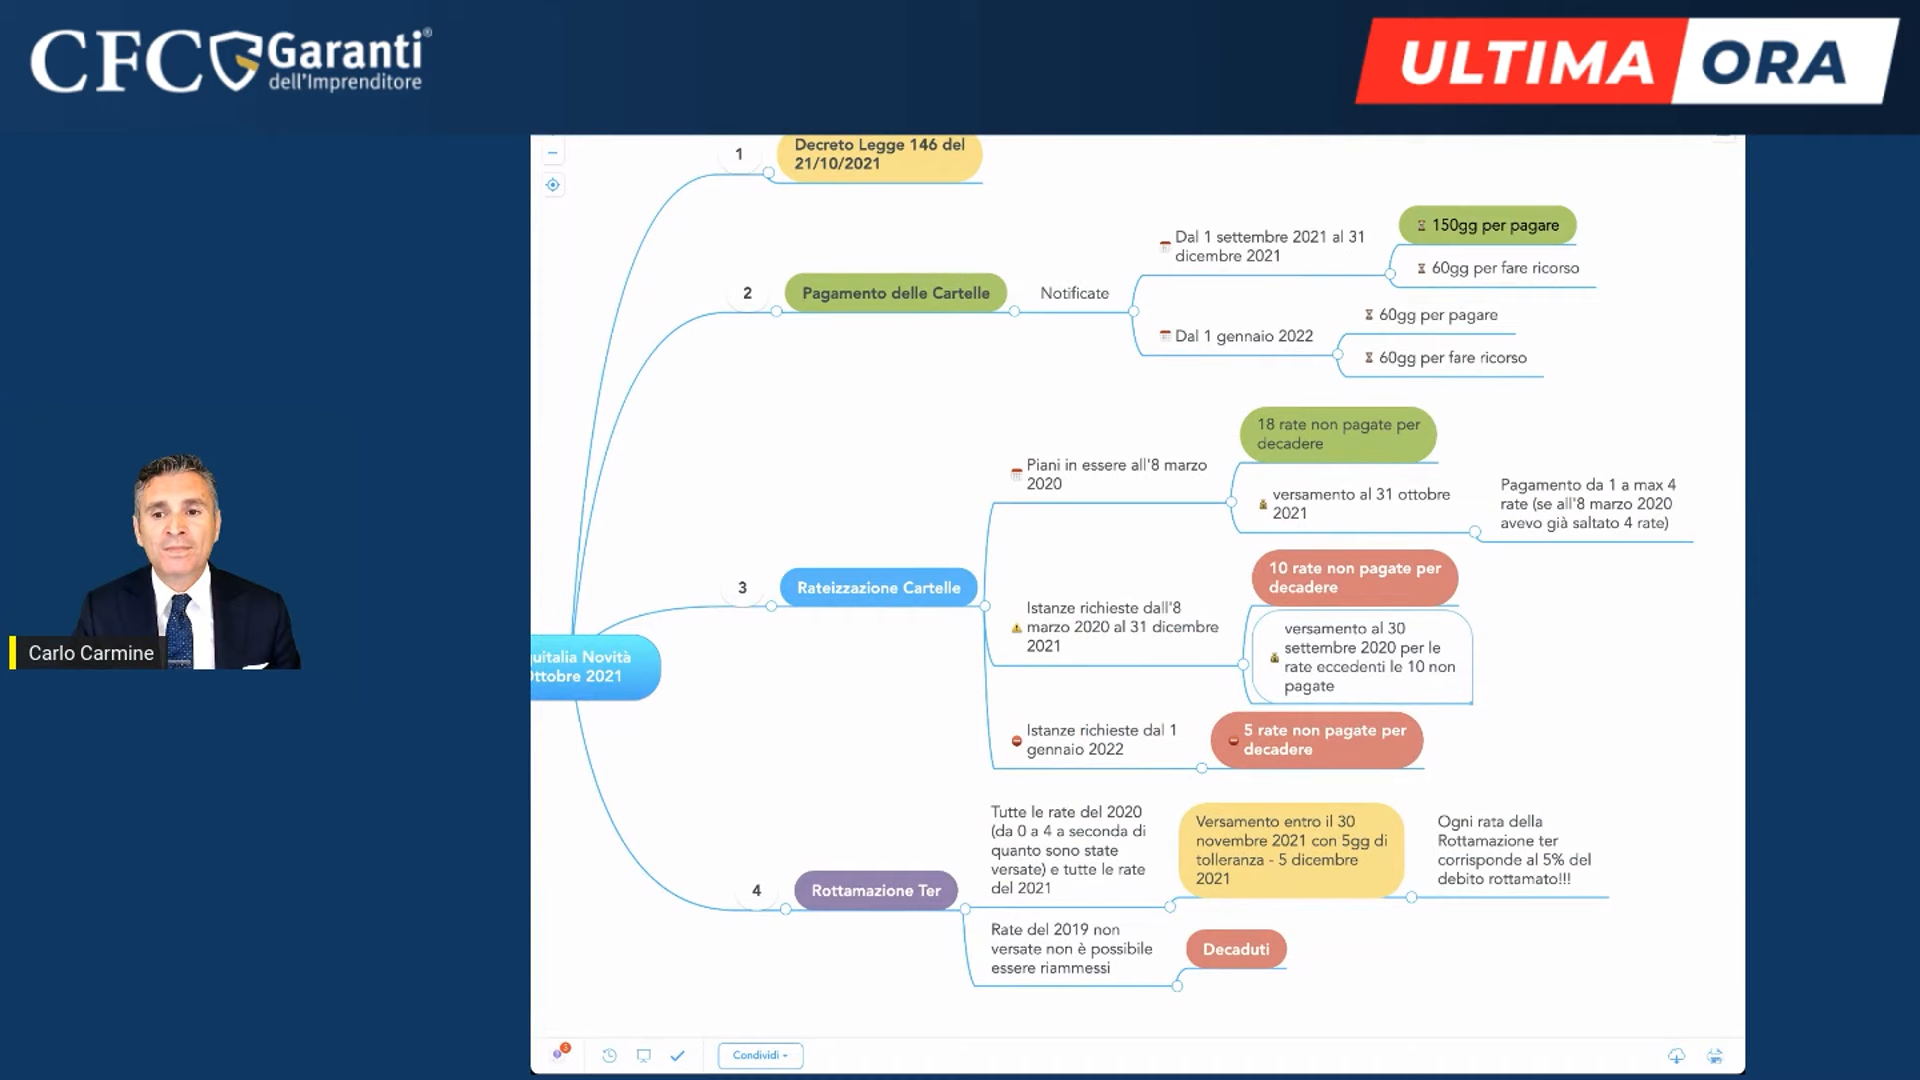 CFC Garanti®
dell'Imprenditore
ULTIMA ORA
1
Decreto Legge 146 del
21/10/2021
2
Pagamento delle Cartelle
Notificate
Dal 1 settembre 2021 al 31
dicembre 2021
150gg per pagare
60gg per fare ricorso
Dal 1 gennaio 2022
60gg per pagare
60gg per fare ricorso
3
Rateizzazione Cartelle
Piani in essere all'8 marzo
2020
18 rate non pagate per
decadere
versamento al 31 ottobre
2021
Pagamento da 1 a max 4
rate (se all'8 marzo 2020
avevo già saltato 4 rate)
Istanze richieste dall'8
marzo 2020 al 31 dicembre
2021
10 rate non pagate per
decadere
versamento al 30
settembre 2020 per le
rate eccedenti le 10 non
pagate
Istanze richieste dal 1
gennaio 2022
5 rate non pagate per
decadere
Carlo Carmine
uitalia Novità
ttobre 2021
4
Rottamazione Ter
Tutte le rate del 2020
(da 0 a 4 a seconda di
quanto sono state
versate) e tutte le rate
del 2021
Versamento entro il 30
novembre 2021 con 5gg di
tolleranza - 5 dicembre
2021
Ogni rata della
Rottamazione ter
corrisponde al 5% del
debito rottamato!!!
Rate del 2019 non
versate non è possibile
essere riammessi
Decaduti
Condividi